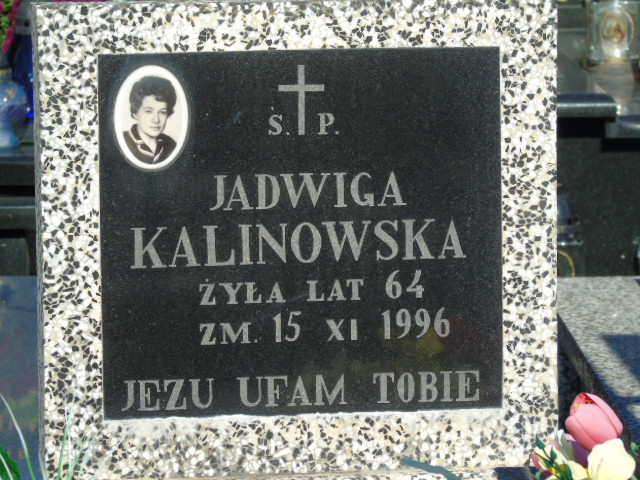 Ś. P.
JADWIGA
KALINOWSKA
ŻYŁA LAT 64
ZM. 15 XI 1996
JEZU UFAM TOBIE